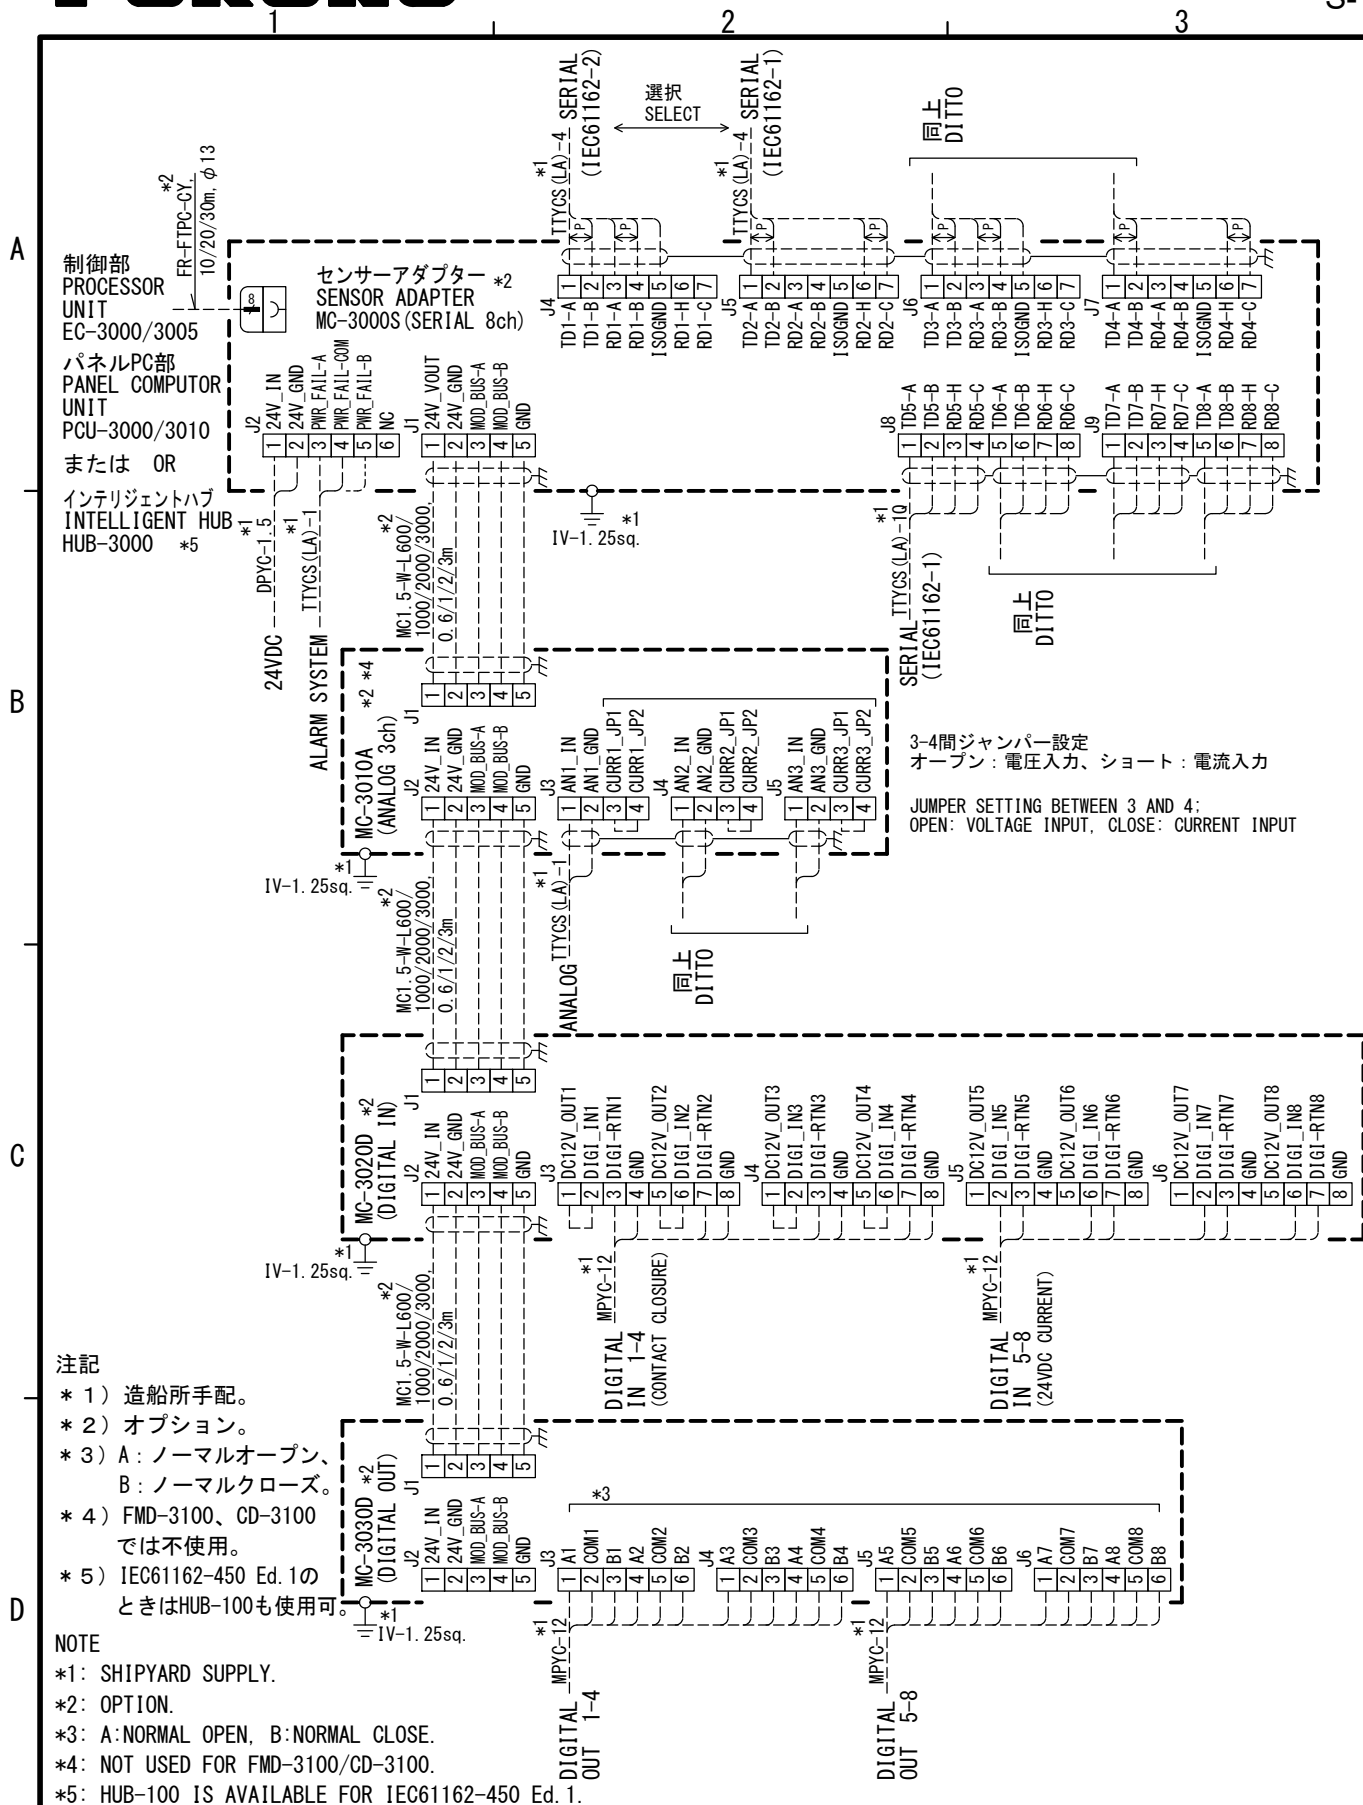 FURUNO
S-
1
2
3
A
B
C
D
SERIAL
(IEC61162-2)
TTYCS(LA)-4
*1
選択
SELECT
SERIAL
(IEC61162-1)
TTYCS(LA)-4
*1
同上
DITTO
*2
FR-FTPC-CY,
10/20/30m, φ13
制御部
PROCESSOR
UNIT
EC-3000/3005
パネルPC部
PANEL COMPUTOR
UNIT
PCU-3000/3010
または OR
インテリジェントハブ
INTELLIGENT HUB
HUB-3000 *5
8
センサーアダプター *2
SENSOR ADAPTER
MC-3000S(SERIAL 8ch)
P P P P P P P P
J4
1 2 3 4 5 6 7
TD1-A
TD1-B
RD1-A
RD1-B
ISOGND
RD1-H
RD1-C
J5
1 2 3 4 5 6 7
TD2-A
TD2-B
RD2-A
RD2-B
ISOGND
RD2-H
RD2-C
J6
1 2 3 4 5 6 7
TD3-A
TD3-B
RD3-A
RD3-B
ISOGND
RD3-H
RD3-C
J7
1 2 3 4 5 6 7
TD4-A
TD4-B
RD4-A
RD4-B
ISOGND
RD4-H
RD4-C
J2
24V_IN
24V_GND
PWR_FAIL-A
PWR_FAIL-COM
PWR_FAIL-B
NC
1 2 3 4 5 6
J1
24V_VOUT
24V_GND
MOD_BUS-A
MOD_BUS-B
GND
1 2 3 4 5
J8
TD5-A
TD5-B
RD5-H
RD5-C
TD6-A
TD6-B
RD6-H
RD6-C
1 2 3 4 5 6 7 8
J9
TD7-A
TD7-B
RD7-H
RD7-C
TD8-A
TD8-B
RD8-H
RD8-C
1 2 3 4 5 6 7 8
*1
DPYC-1.5
24VDC
*1
TTYCS(LA)-1
ALARM SYSTEM
*2
MC1.5-W-L600/
1000/2000/3000,
0.6/1/2/3m
*1
IV-1.25sq.
*1
TTYCS(LA)-1Q
SERIAL
(IEC61162-1)
同上
DITTO
MC-3010A *2 *4
(ANALOG 3ch)
J1
1 2 3 4 5
J2
24V_IN
24V_GND
MOD_BUS-A
MOD_BUS-B
GND
1 2 3 4 5
J3
AN1_IN
AN1_GND
CURR1_JP1
CURR1_JP2
1 2 3 4
J4
AN2_IN
AN2_GND
CURR2_JP1
CURR2_JP2
1 2 3 4
J5
AN3_IN
AN3_GND
CURR3_JP1
CURR3_JP2
1 2 3 4
3-4間ジャンパー設定
オープン：電圧入力、ショート：電流入力
JUMPER SETTING BETWEEN 3 AND 4;
OPEN: VOLTAGE INPUT, CLOSE: CURRENT INPUT
*1
IV-1.25sq.
*2
MC1.5-W-L600/
1000/2000/3000,
0.6/1/2/3m
*1
TTYCS(LA)-1
ANALOG
同上
DITTO
MC-3020D *2
(DIGITAL IN)
J1
1 2 3 4 5
J2
24V_IN
24V_GND
MOD_BUS-A
MOD_BUS-B
GND
1 2 3 4 5
J3
DC12V_OUT1
DIGI_IN1
DIGI-RTN1
GND
DC12V_OUT2
DIGI_IN2
DIGI-RTN2
GND
1 2 3 4 5 6 7 8
J4
DC12V_OUT3
DIGI_IN3
DIGI-RTN3
GND
DC12V_OUT4
DIGI_IN4
DIGI-RTN4
GND
1 2 3 4 5 6 7 8
J5
DC12V_OUT5
DIGI_IN5
DIGI-RTN5
GND
DC12V_OUT6
DIGI_IN6
DIGI-RTN6
GND
1 2 3 4 5 6 7 8
J6
DC12V_OUT7
DIGI_IN7
DIGI-RTN7
GND
DC12V_OUT8
DIGI_IN8
DIGI-RTN8
GND
1 2 3 4 5 6 7 8
*1
IV-1.25sq.
*2
MC1.5-W-L600/
1000/2000/3000,
0.6/1/2/3m
*1
MPYC-12
DIGITAL
IN 1-4
(CONTACT CLOSURE)
*1
MPYC-12
DIGITAL
IN 5-8
(24VDC CURRENT)
MC-3030D *2
(DIGITAL OUT)
J1
1 2 3 4 5
J2
24V_IN
24V_GND
MOD_BUS-A
MOD_BUS-B
GND
1 2 3 4 5
*3
J3
A1
COM1
B1
A2
COM2
B2
1 2 3 4 5 6
J4
A3
COM3
B3
A4
COM4
B4
1 2 3 4 5 6
J5
A5
COM5
B5
A6
COM6
B6
1 2 3 4 5 6
J6
A7
COM7
B7
A8
COM8
B8
1 2 3 4 5 6
*1
IV-1.25sq.
*1
MPYC-12
DIGITAL
OUT 1-4
*1
MPYC-12
DIGITAL
OUT 5-8
注記
＊１）造船所手配。
＊２）オプション。
＊３）A：ノーマルオープン、
B：ノーマルクローズ。
＊４）FMD-3100、CD-3100
では不使用。
＊５）IEC61162-450 Ed.1の
ときはHUB-100も使用可。
NOTE
*1: SHIPYARD SUPPLY.
*2: OPTION.
*3: A:NORMAL OPEN, B:NORMAL CLOSE.
*4: NOT USED FOR FMD-3100/CD-3100.
*5: HUB-100 IS AVAILABLE FOR IEC61162-450 Ed.1.